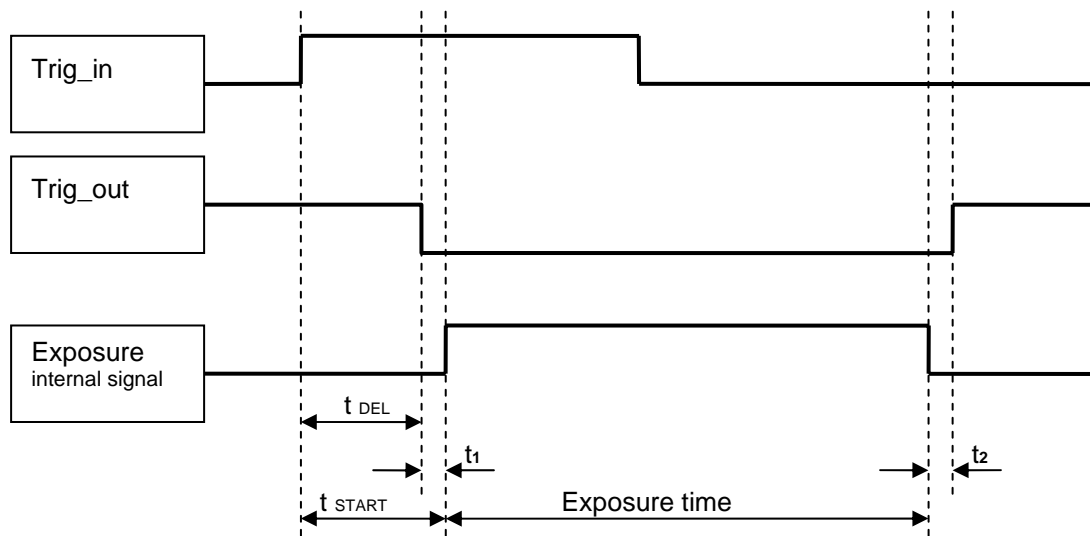 Trig_in
Trig_out
Exposure
internal signal
t DEL
t1
t2
t START
Exposure time